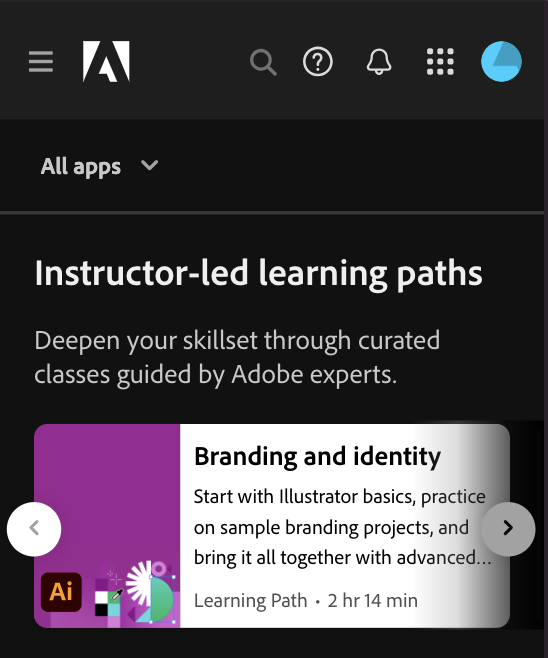 All apps
Instructor-led learning paths
Deepen your skillset through curated
classes guided by Adobe experts.
Branding and identity
Start with Illustrator basics, practice
on sample branding projects, and
bring it all together with advanced...
Ai
Learning Path • 2 hr 14 min